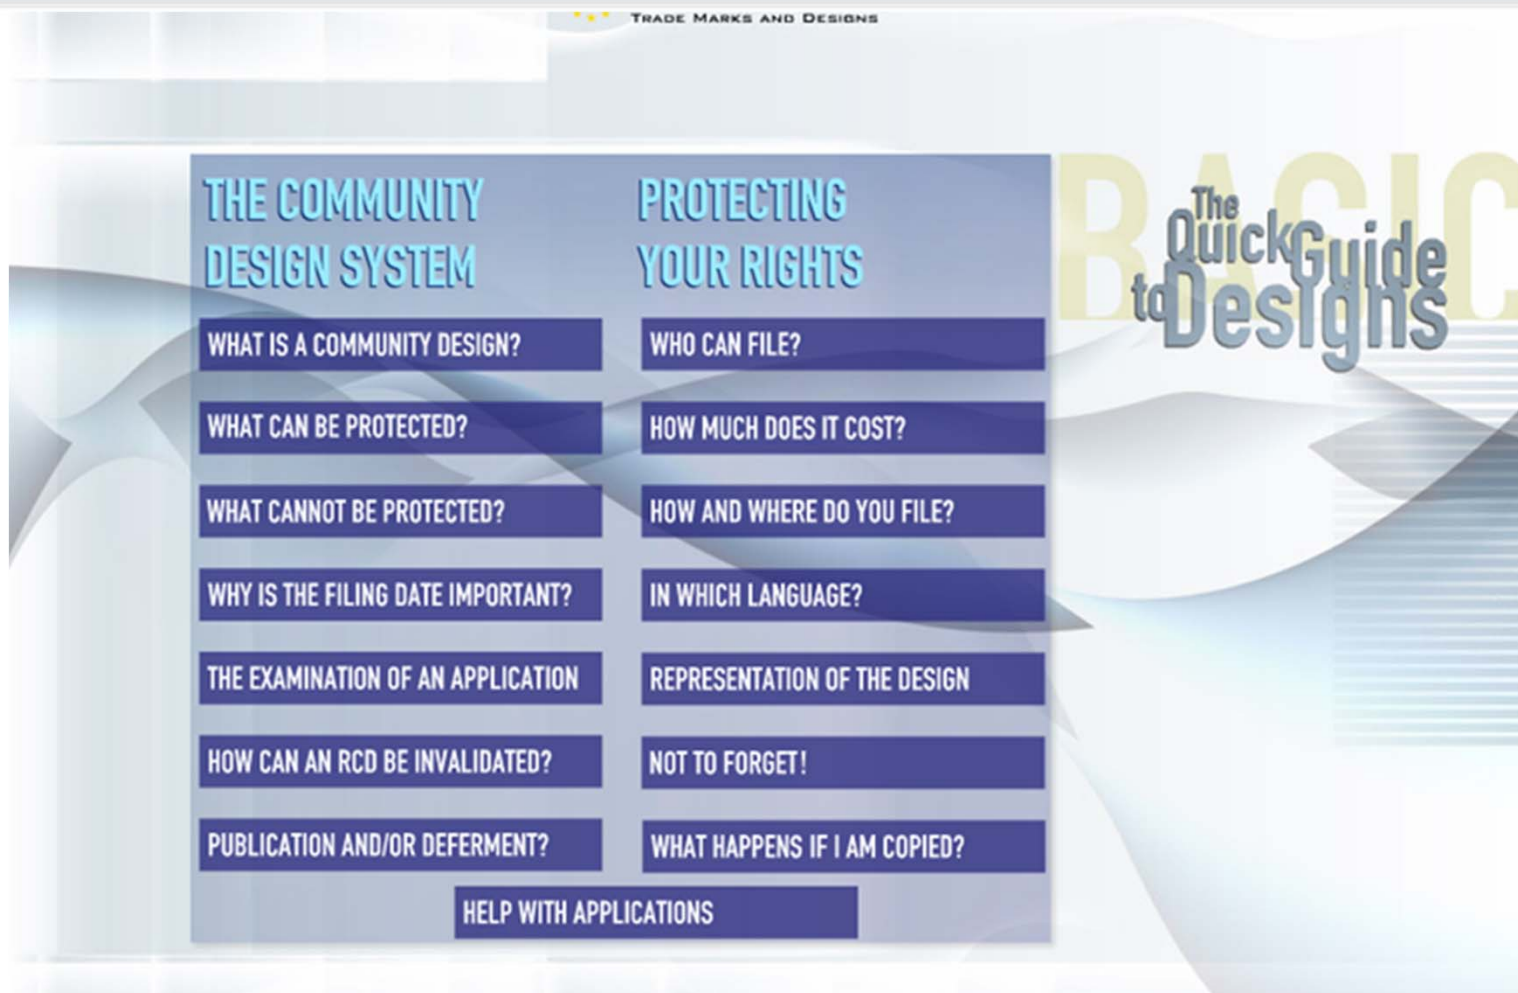 TRADE MARKS AND DESIGNS
BASIC
The
Quick Guide
to Designs
THE COMMUNITY
DESIGN SYSTEM
WHAT IS A COMMUNITY DESIGN?
WHAT CAN BE PROTECTED?
WHAT CANNOT BE PROTECTED?
WHY IS THE FILING DATE IMPORTANT?
THE EXAMINATION OF AN APPLICATION
HOW CAN AN RCD BE INVALIDATED?
PUBLICATION AND/OR DEFERMENT?
PROTECTING
YOUR RIGHTS
WHO CAN FILE?
HOW MUCH DOES IT COST?
HOW AND WHERE DO YOU FILE?
IN WHICH LANGUAGE?
REPRESENTATION OF THE DESIGN
NOT TO FORGET!
WHAT HAPPENS IF I AM COPIED?
HELP WITH APPLICATIONS